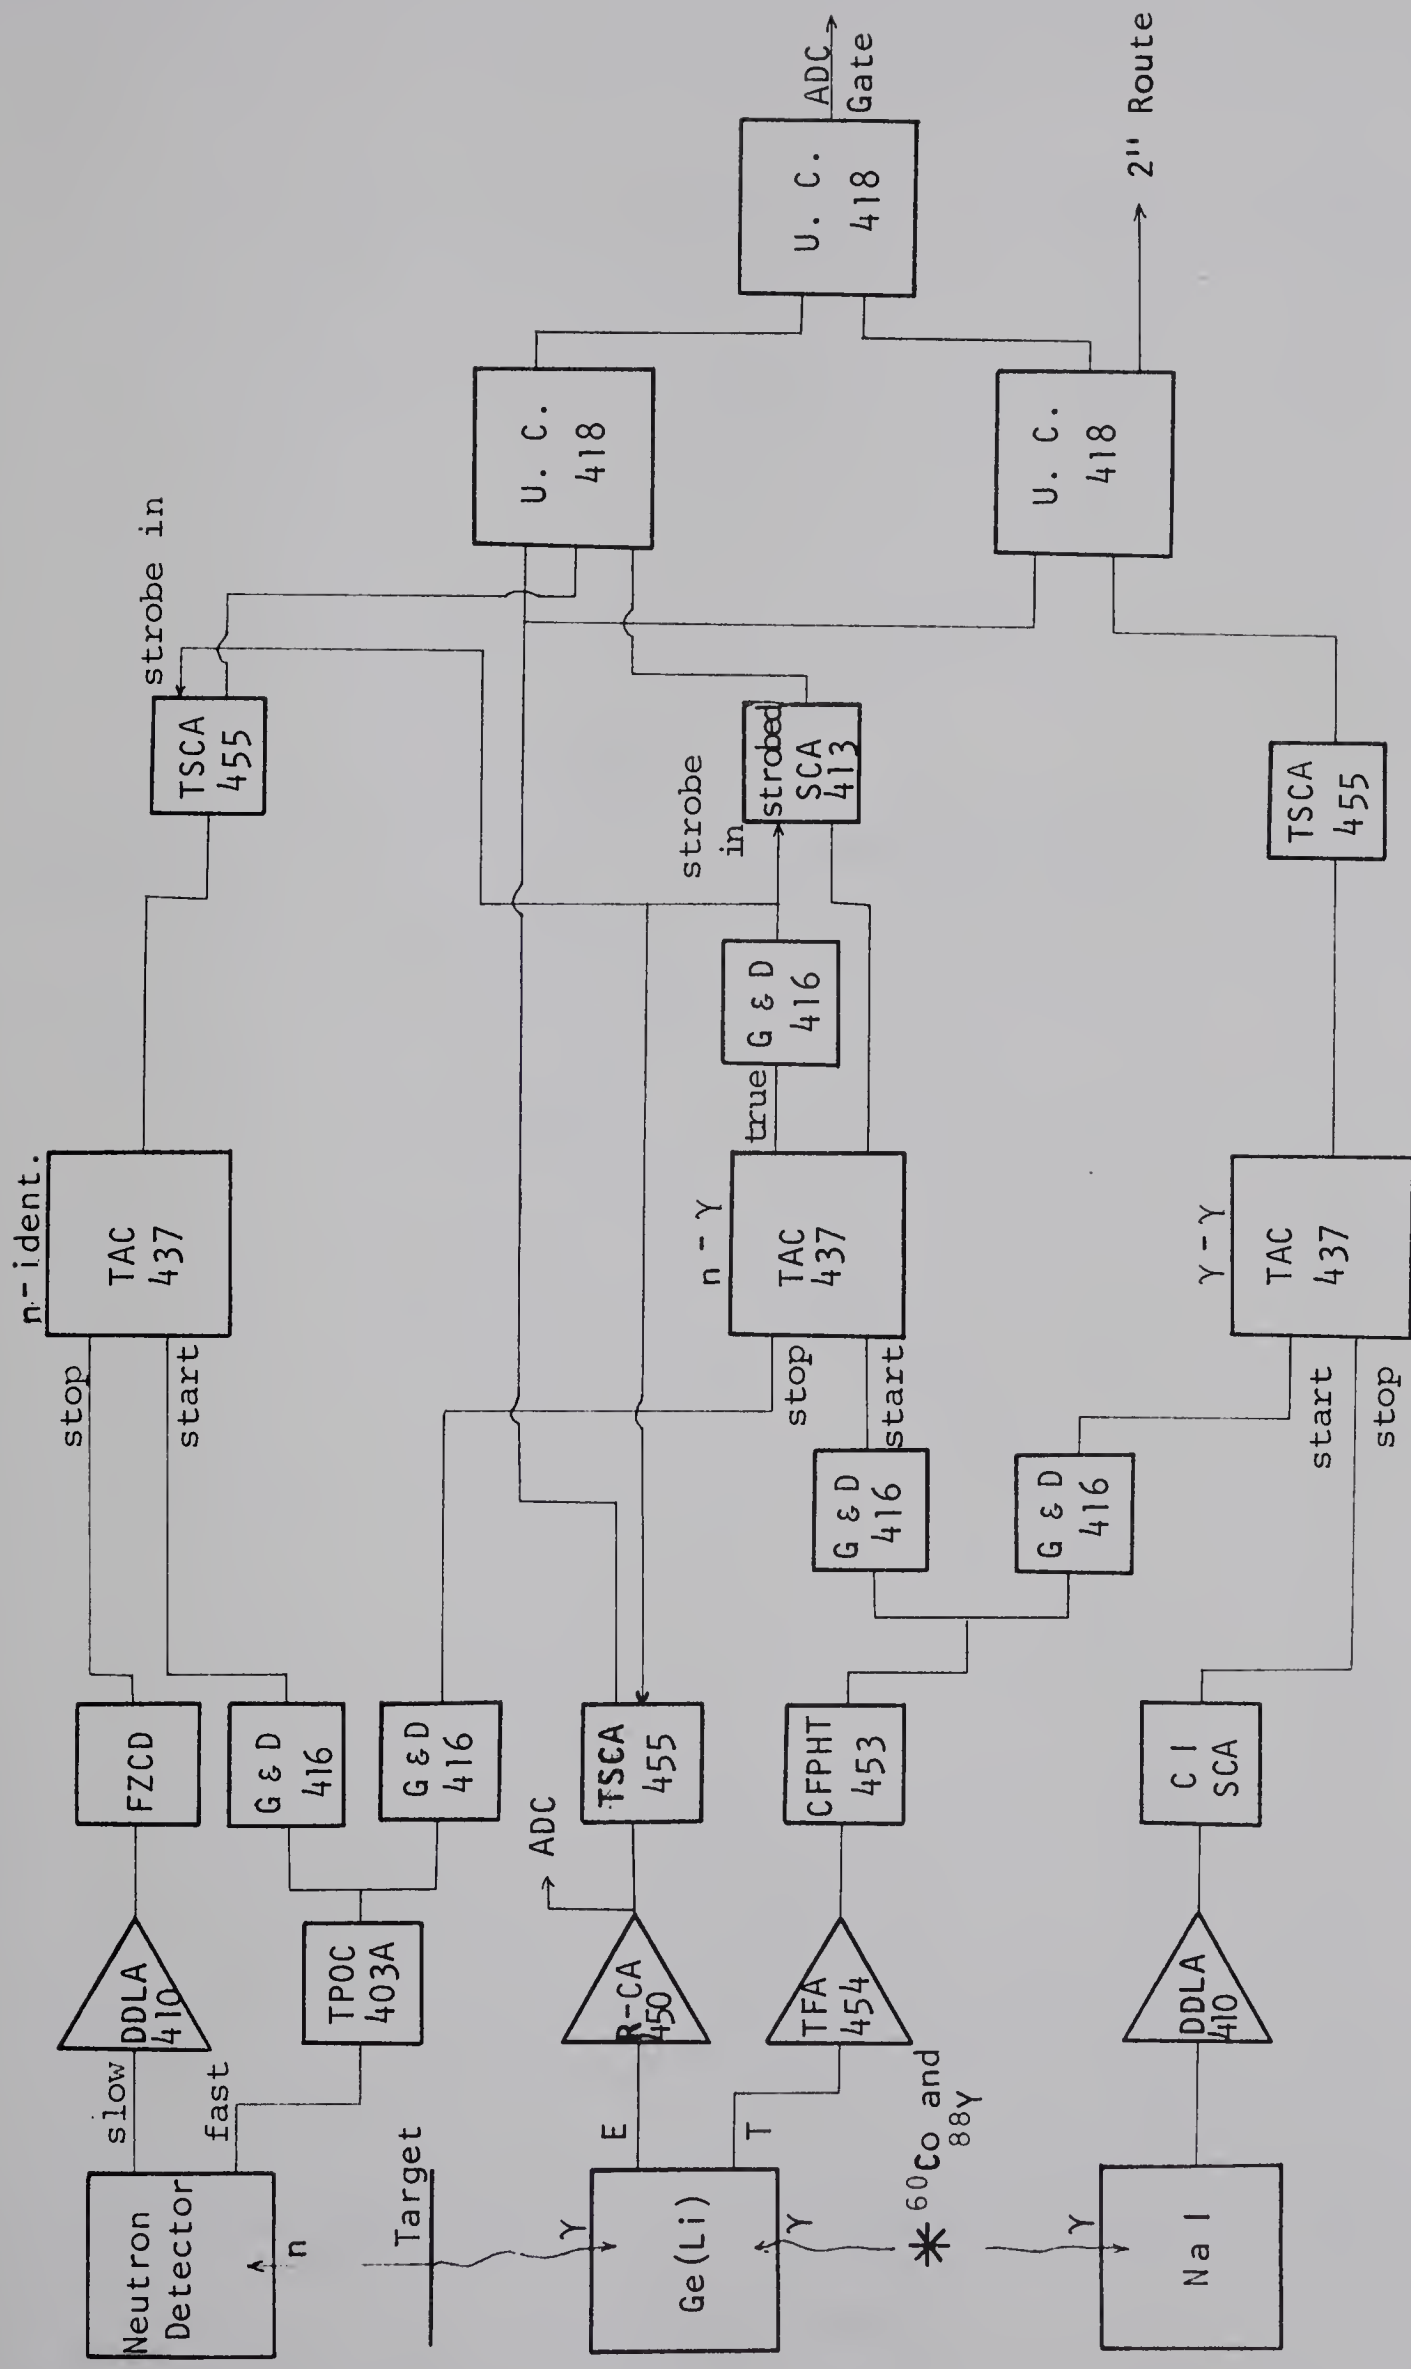 Neutron
Detector
n
slow
fast
DDLA
410
FZCD
TPOC
403A
G & D
416
G & D
416
stop
start
n-ident.
TAC
437
TSCA
455
strobe in
Target
γ
Ge(Li)
γ
E
T
R-CA
450
ADC
TSCA
455
TFA
454
CFPHT
453
G & D
416
G & D
416
stop
start
n - γ
TAC
437
true
G & D
416
strobe
in
strobed
SCA
413
U. C.
418
U. C.
418
ADC
Gate
60Co and
88Y
γ
Na I
DDLA
410
C I
SCA
start
stop
γ - γ
TAC
437
TSCA
455
U. C.
418
2" Route